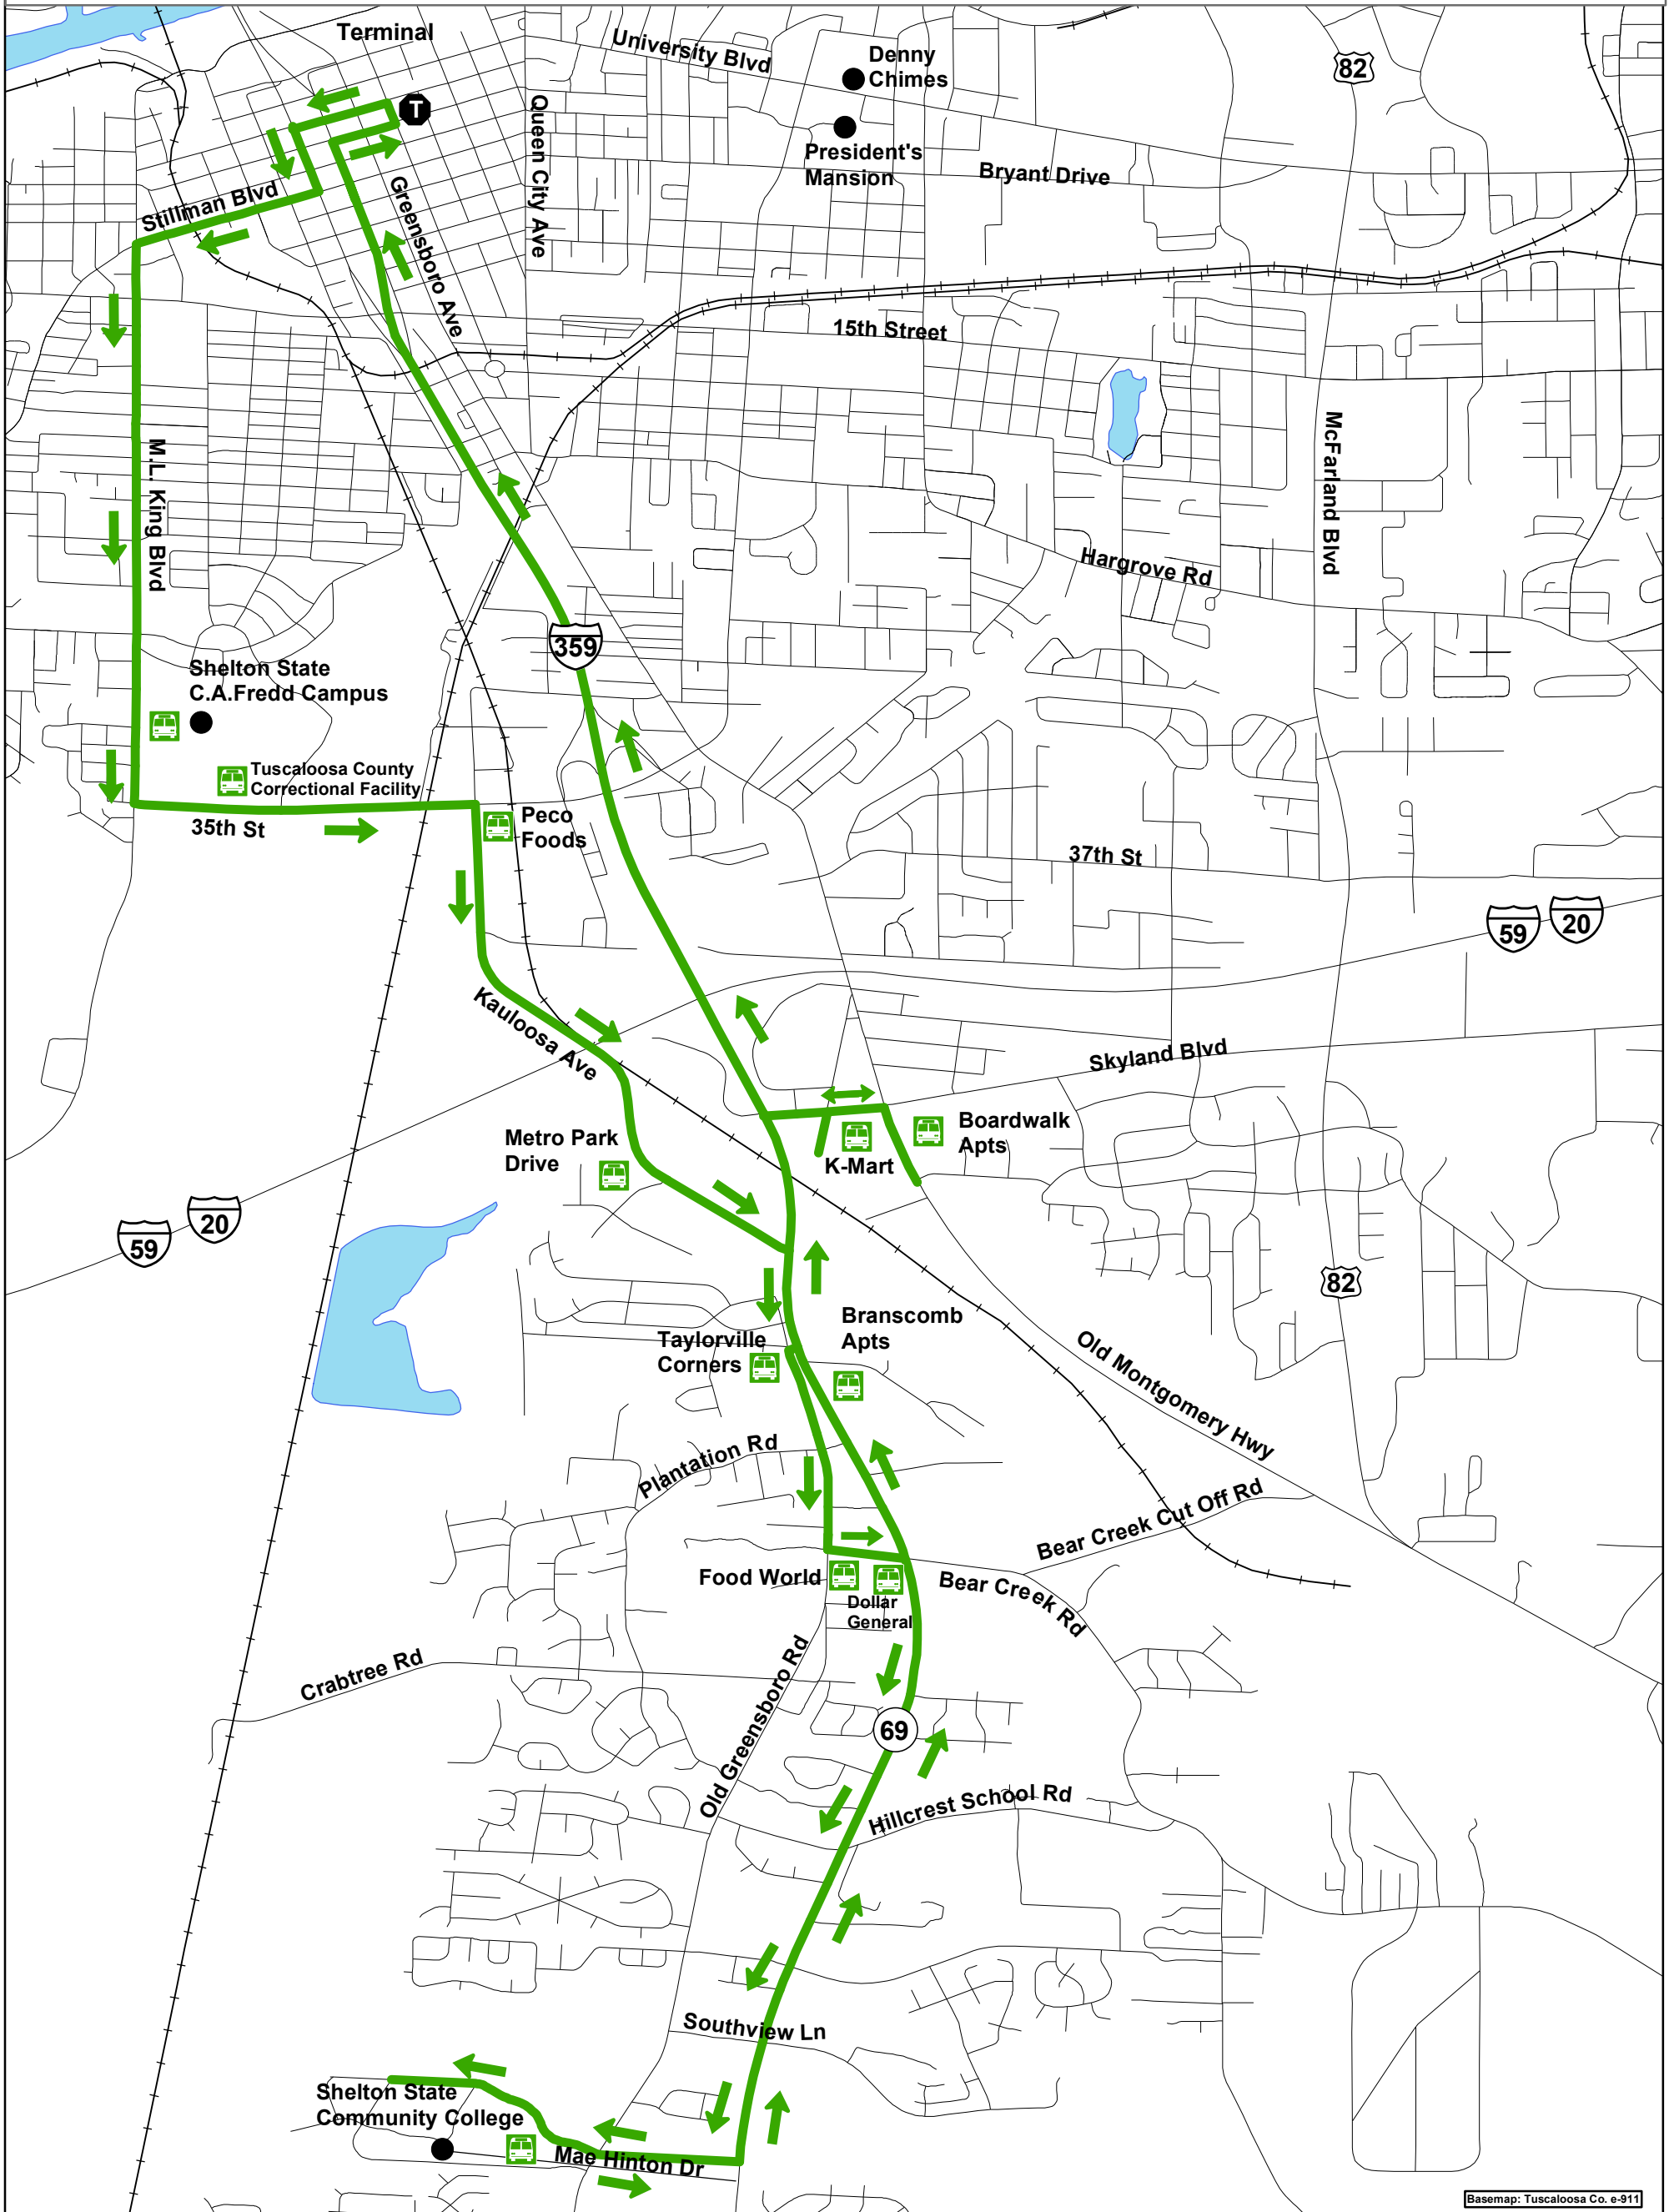 Terminal
T
University Blvd
Denny
Chimes
82
President's
Mansion
Queen City Ave
Bryant Drive
Stillman Blvd
Greensboro Ave
15th Street
M.L. King Blvd
McFarland Blvd
Hargrove Rd
359
Shelton State
C.A.Fredd Campus
Tuscaloosa County
Correctional Facility
35th St
Peco
Foods
37th St
59
20
Kauloosa Ave
Skyland Blvd
Boardwalk
Apts
K-Mart
Metro Park
Drive
20
59
82
Branscomb
Apts
Taylorville
Corners
Old Montgomery Hwy
Plantation Rd
Bear Creek Cut Off Rd
Food World
Dollar
General
Bear Creek Rd
Crabtree Rd
Old Greensboro Rd
69
Hillcrest School Rd
Southview Ln
Shelton State
Community College
Mae Hinton Dr
Basemap: Tuscaloosa Co. e-911